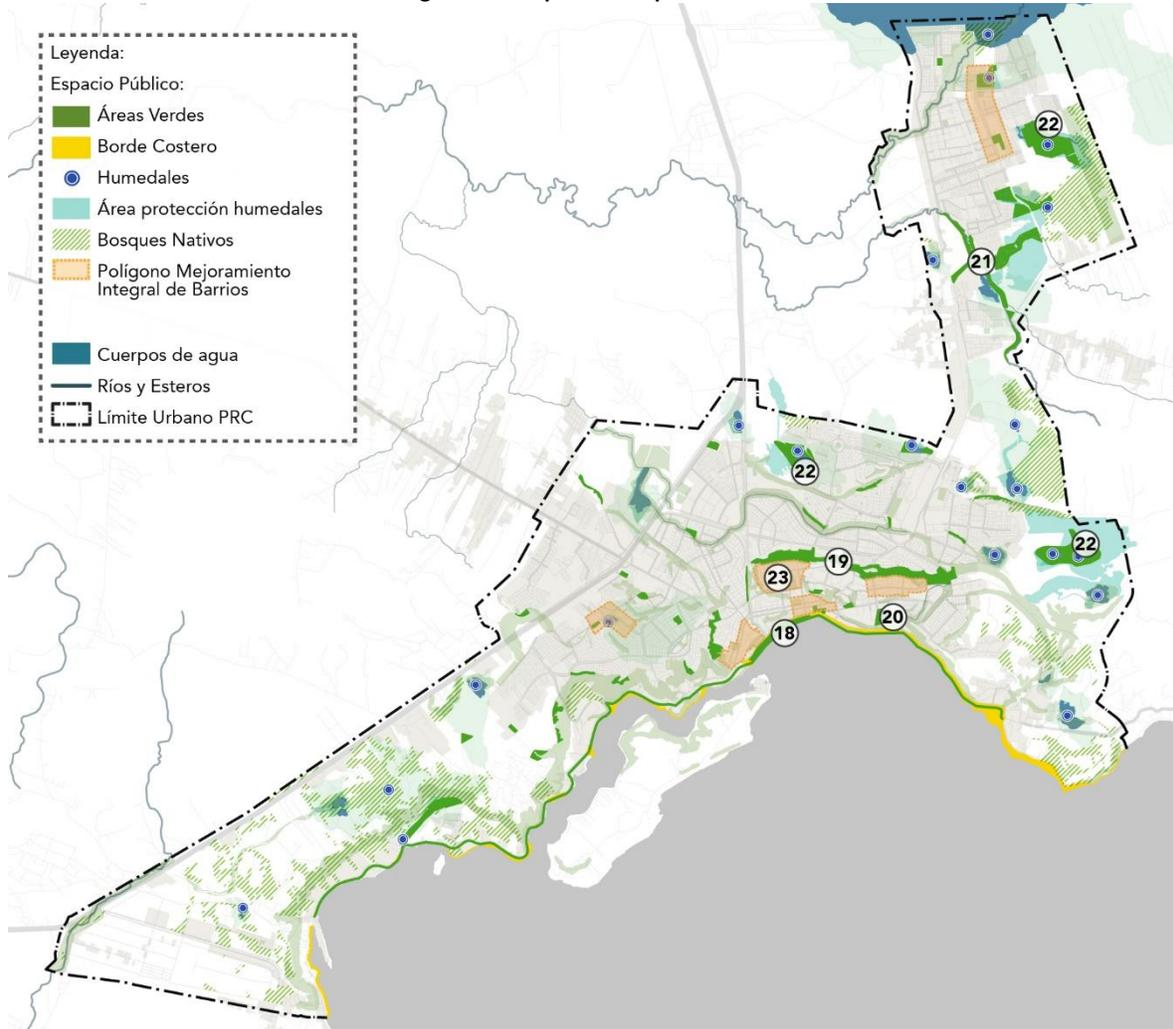 Leyenda:
Espacio Público:
Áreas Verdes
Borde Costero
Humedales
Área protección humedales
Bosques Nativos
Polígono Mejoramiento
Integral de Barrios
Cuerpos de agua
Ríos y Esteros
Límite Urbano PRC
22
21
22
22
19
23
20
18